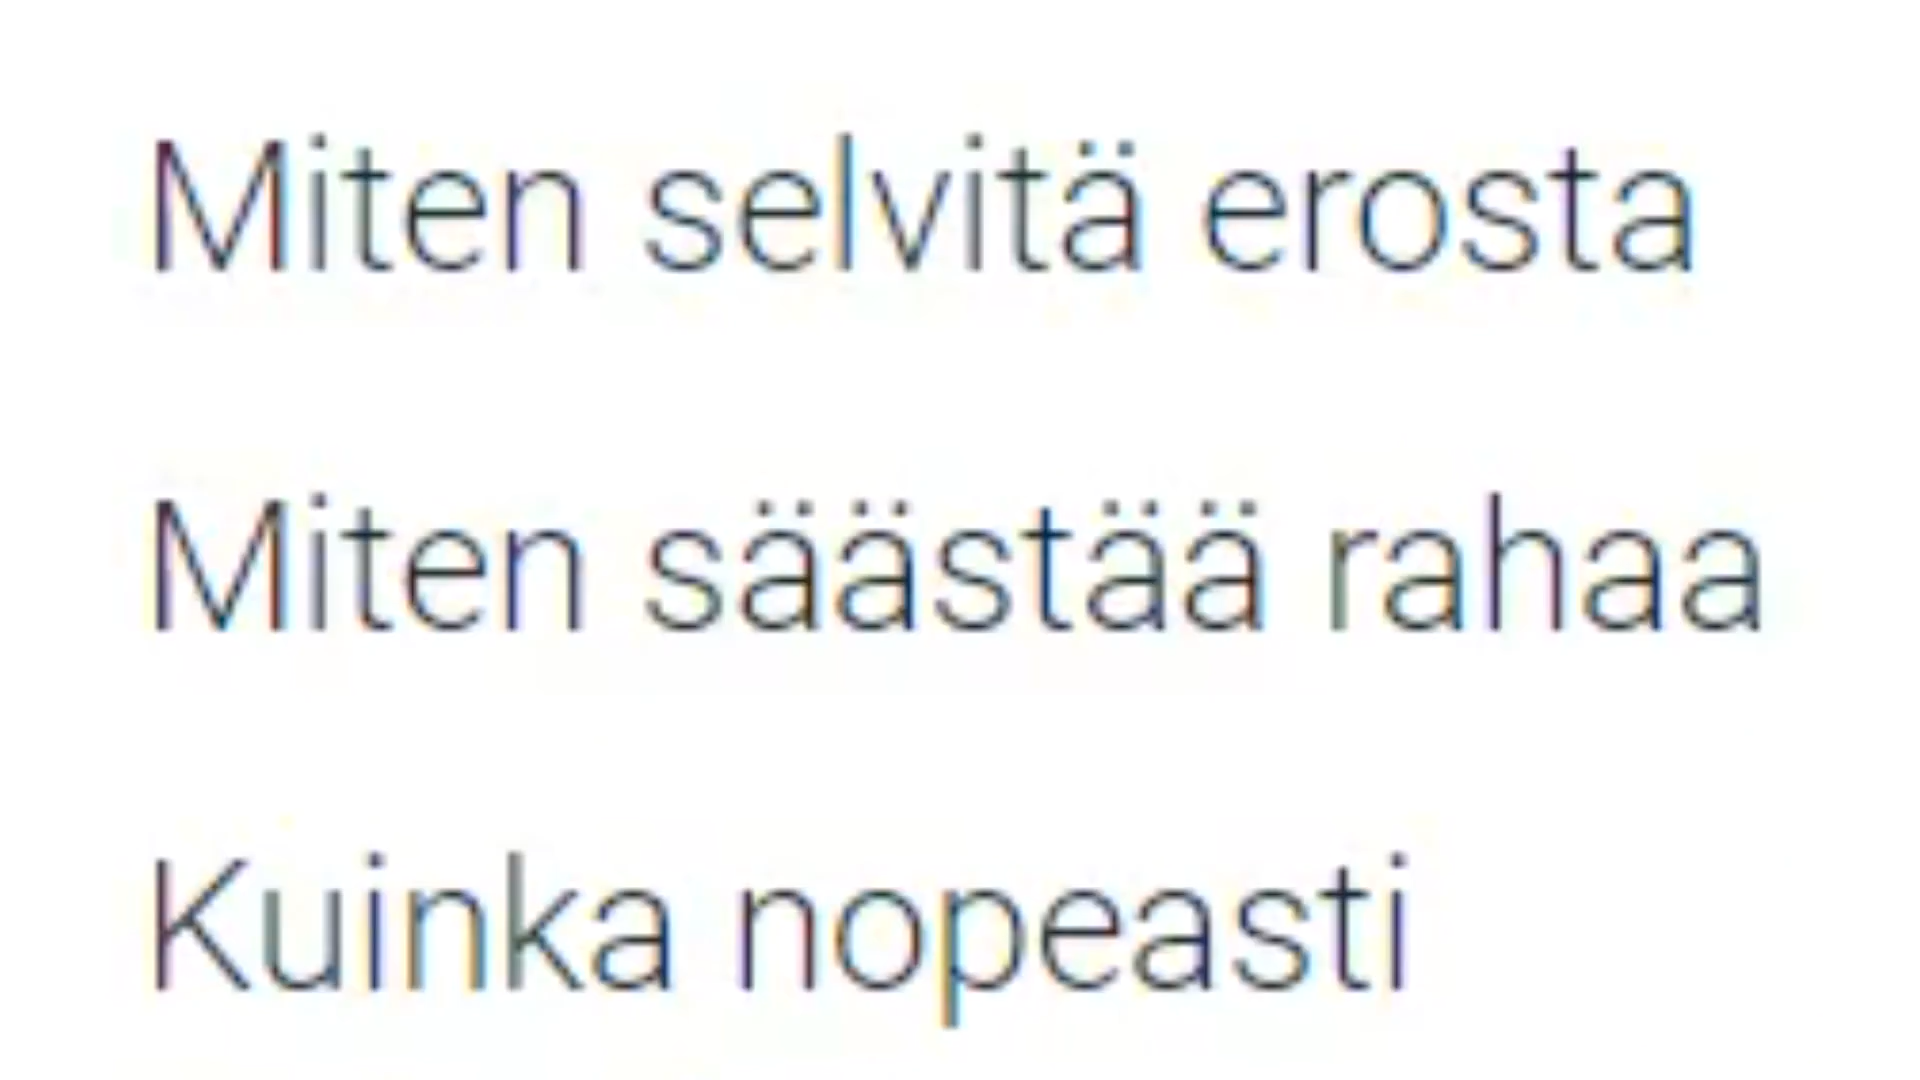 Miten selvitä erosta
Miten säästää rahaa
Kuinka nopeasti